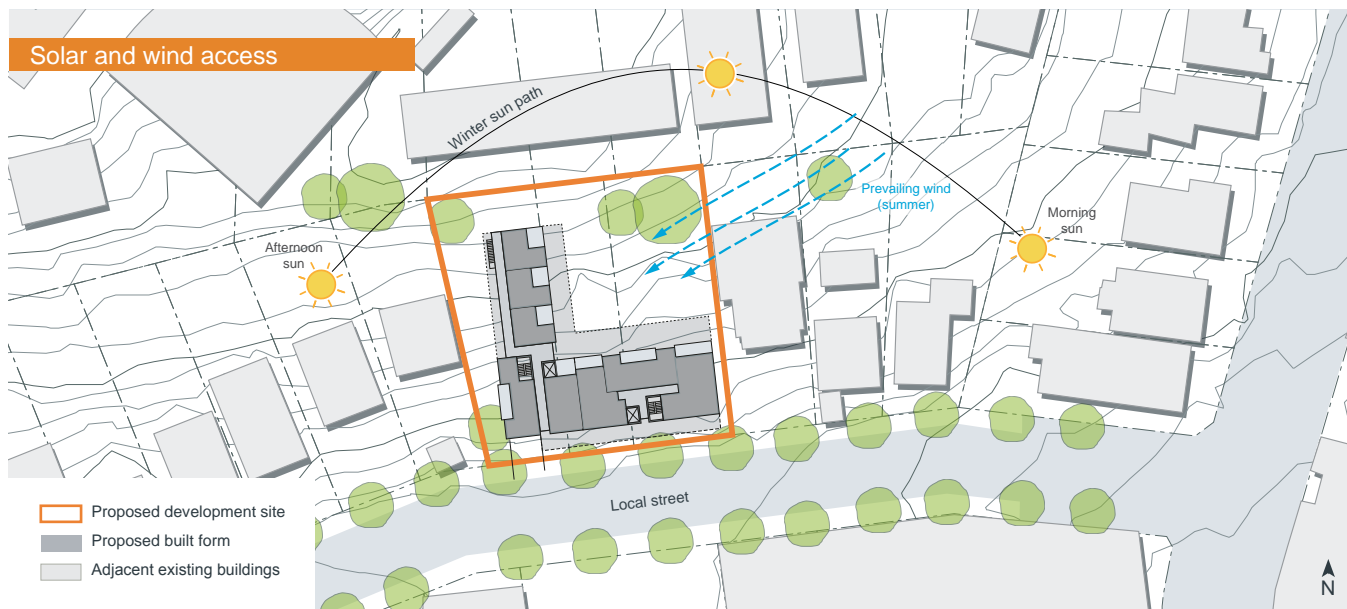 Solar and wind access
Winter sun path
Prevailing wind
(summer)
Morning
sun
Afternoon
sun
Local street
Proposed development site
Proposed built form
Adjacent existing buildings
N